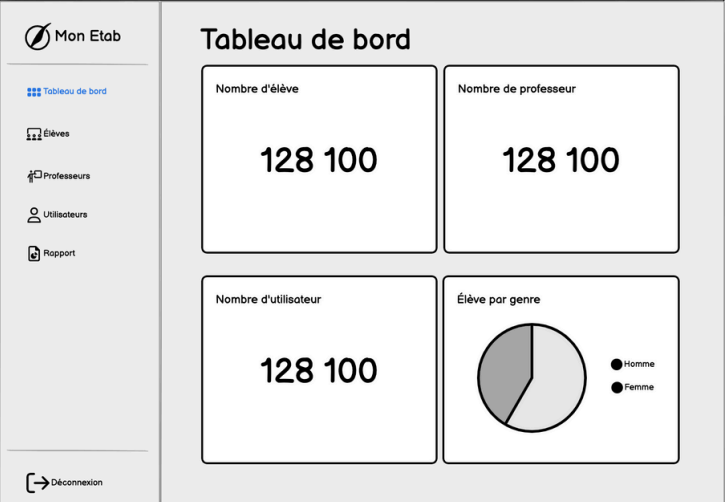 Mon Etab
Tableau de bord
Élèves
Professeurs
Utilisateurs
Rapport
Déconnexion
Tableau de bord
Nombre d'élève
128 100
Nombre de professeur
128 100
Nombre d'utilisateur
128 100
Élève par genre
Homme
Femme